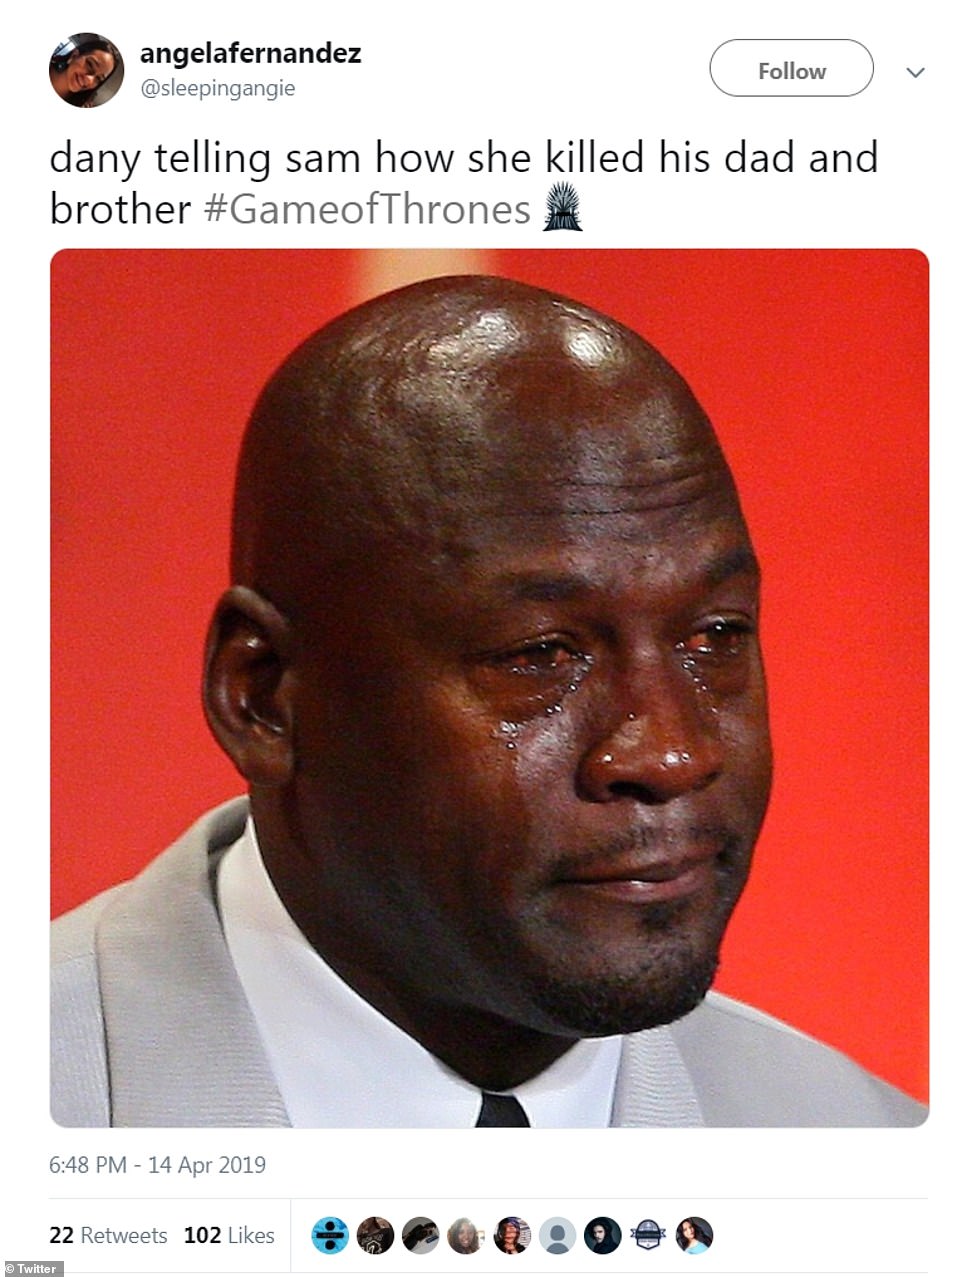 angelafernandez
@sleepingangie
Follow
dany telling sam how she killed his dad and
brother #GameofThrones
6:48 PM - 14 Apr 2019
22 Retweets 102 Likes
© Twitter